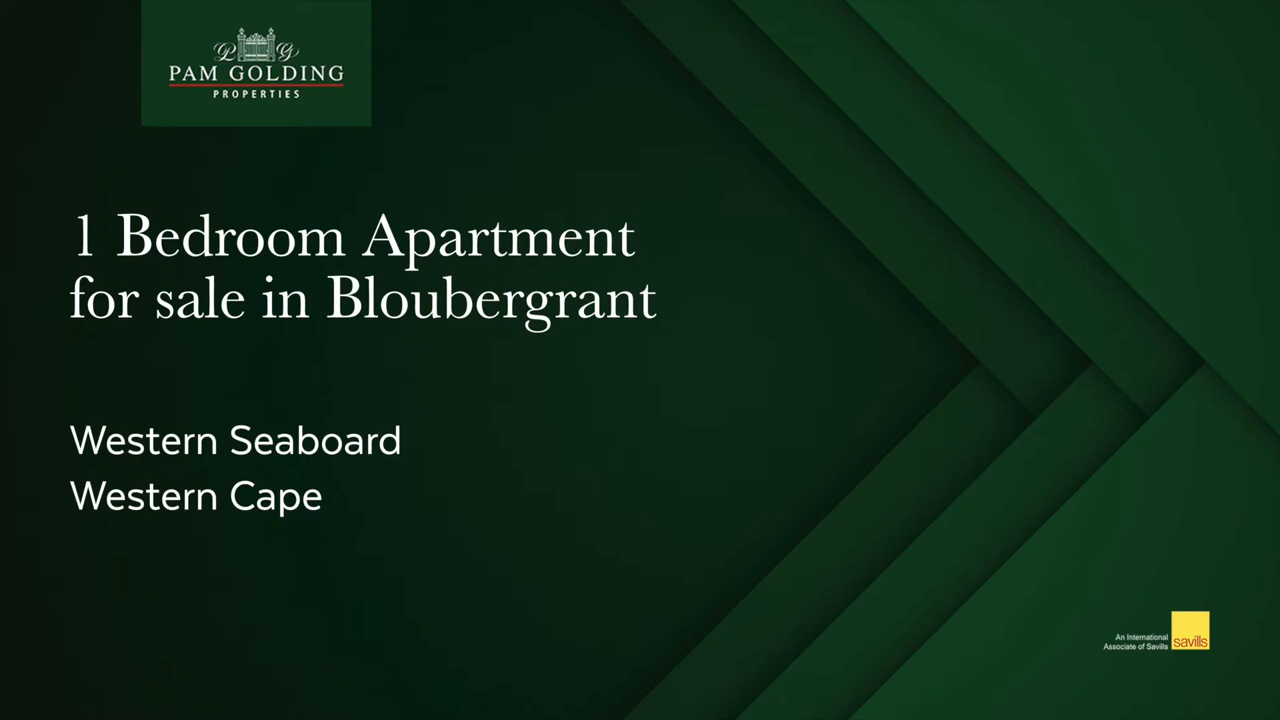 PAM GOLDING
PROPERTIES
1 Bedroom Apartment
for sale in Bloubergrant
Western Seaboard
Western Cape
An International
Associate of Savills
savills